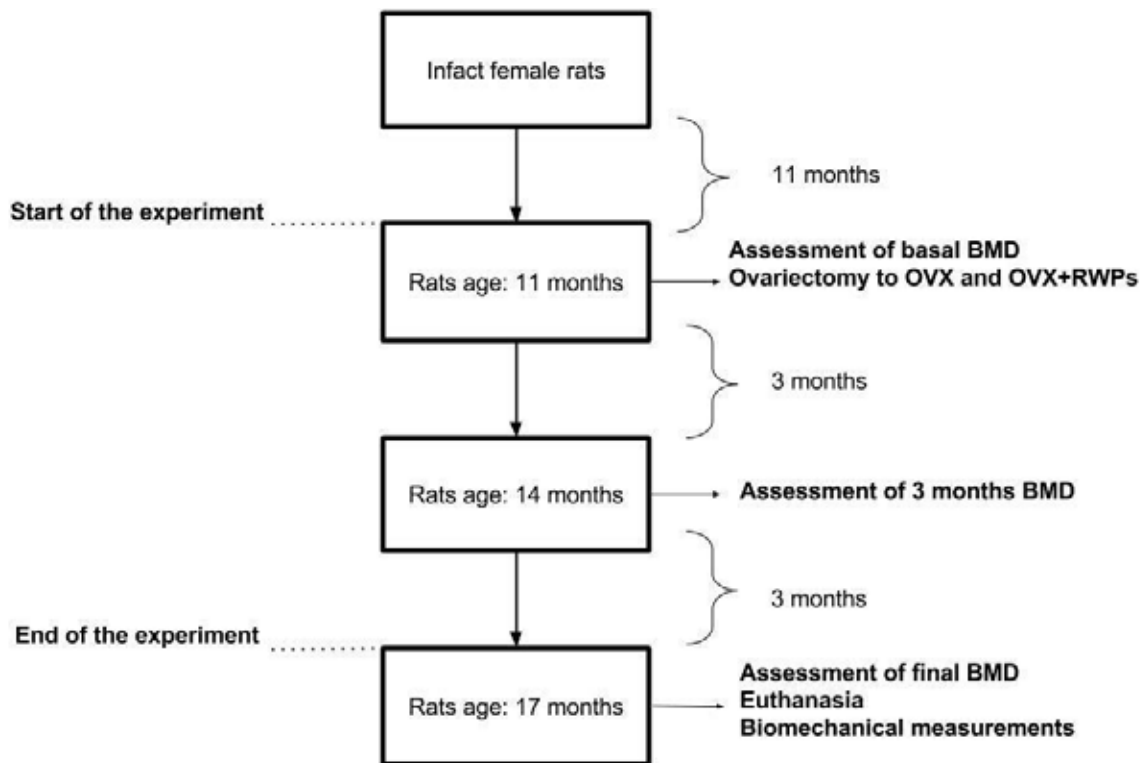 Infact female rats
11 months
Start of the experiment
Rats age: 11 months
Assessment of basal BMD
Ovariectomy to OVX and OVX+RWPs
3 months
Rats age: 14 months
Assessment of 3 months BMD
3 months
End of the experiment
Rats age: 17 months
Assessment of final BMD
Euthanasia
Biomechanical measurements